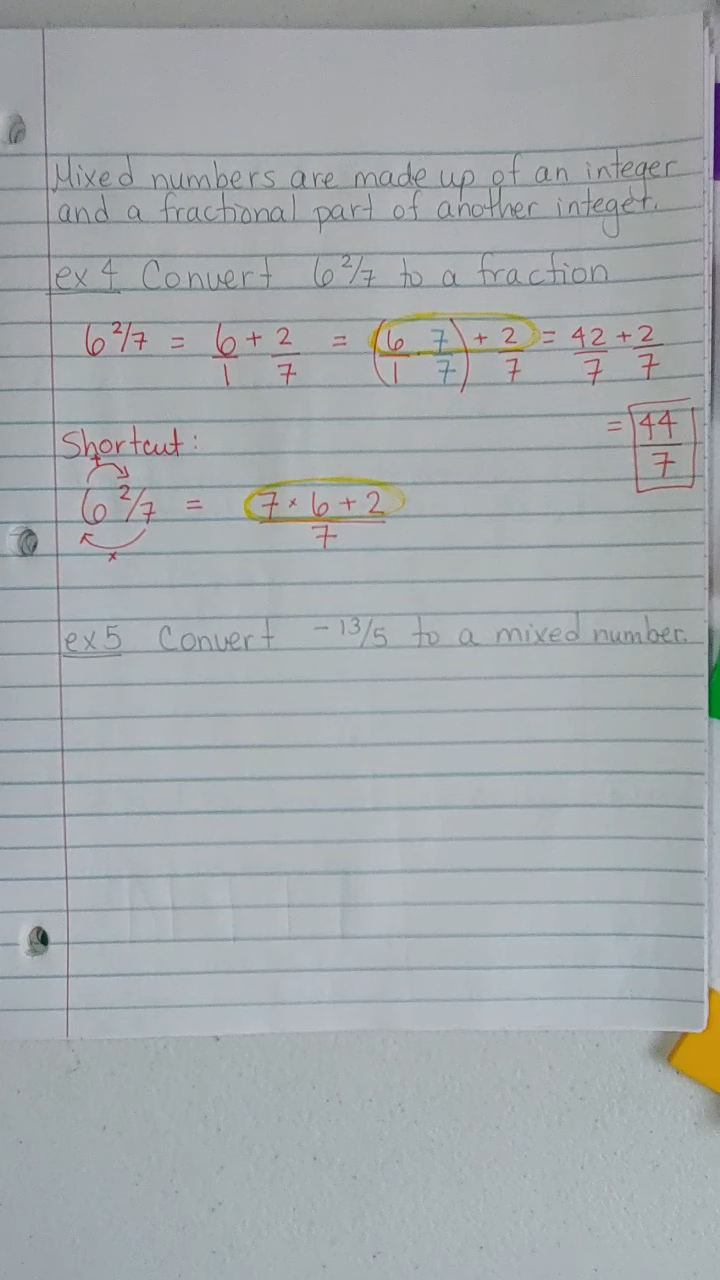 Mixed numbers are made up of an integer
and a fractional part of another integer.
ex 4 Convert 6 2/7 to a fraction
6 2/7 = 6/1 + 2/7 = (6/1 7/7) + 2/7 = 42/7 + 2/7
= 44/7
Shortcut:
+
6 2/7 = 7 × 6 + 2 / 7
×
ex 5 Convert -13/5 to a mixed number.